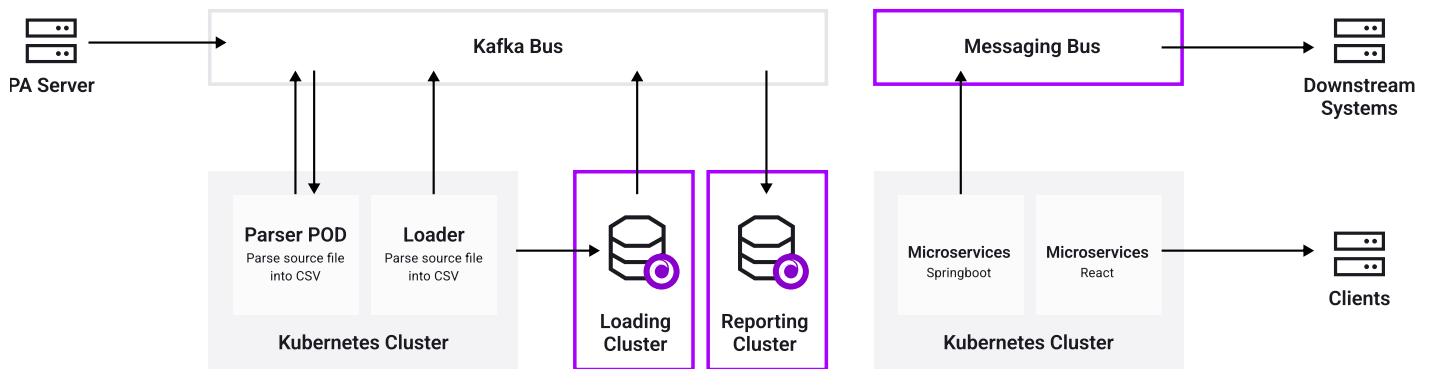 Kafka Bus
Messaging Bus
PA Server
Downstream
Systems
Parser POD
Parse source file
into CSV
Loader
Parse source file
into CSV
Kubernetes Cluster
Loading
Cluster
Reporting
Cluster
Microservices
Springboot
Microservices
React
Kubernetes Cluster
Clients